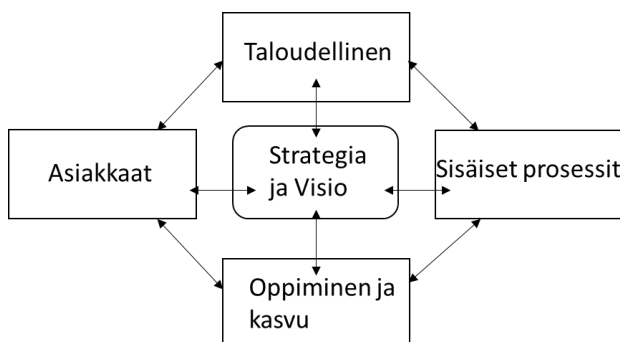 Taloudellinen
Asiakkaat
Strategia
ja Visio
Sisäiset prosessit
Oppiminen ja
kasvu